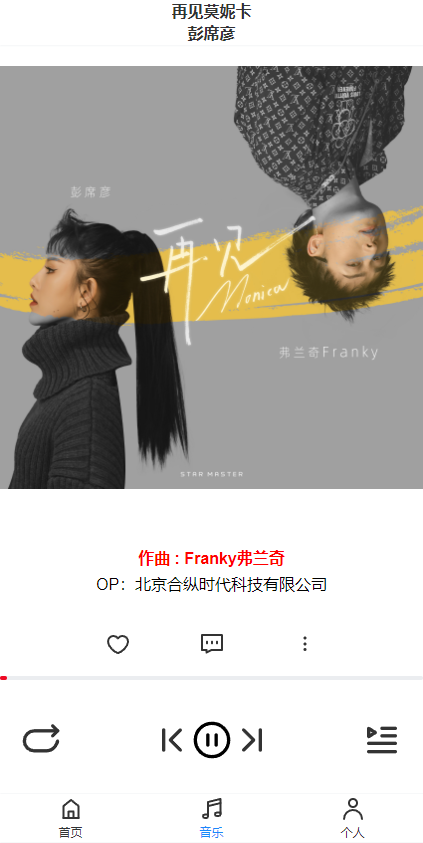 再见莫妮卡
彭席彦
彭席彦
再见
Monica
弗兰奇Franky
STAR MASTER
作曲 : Franky弗兰奇
OP：北京合纵时代科技有限公司
首页
音乐
个人